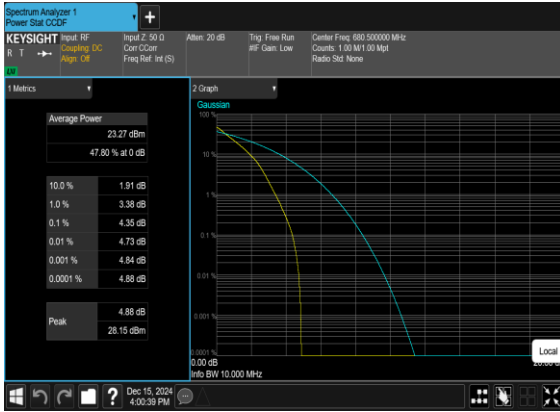 Spectrum Analyzer 1
Power Stat CCDF
+
KEYSIGHT
R T
Input: RF
Coupling: DC
Align: Off
Input Z: 50 Ω
Corr CCorr
Freq Ref: Int (S)
Atten: 20 dB
Trig: Free Run
#IF Gain: Low
Center Freq: 680.500000 MHz
Counts: 1.00 M/1.00 Mpt
Radio Std: None
1 Metrics
Average Power
23.27 dBm
47.80 % at 0 dB
10.0 % 1.91 dB
1.0 % 3.38 dB
0.1 % 4.35 dB
0.01 % 4.73 dB
0.001 % 4.84 dB
0.0001 % 4.88 dB
Peak
4.88 dB
28.15 dBm
2 Graph
Gaussian
100 %
10 %
1 %
0.1 %
0.01 %
0.001 %
0.0001 %
0.00 dB
Info BW 10.000 MHz
Local
?
Dec 15, 2024
4:00:39 PM